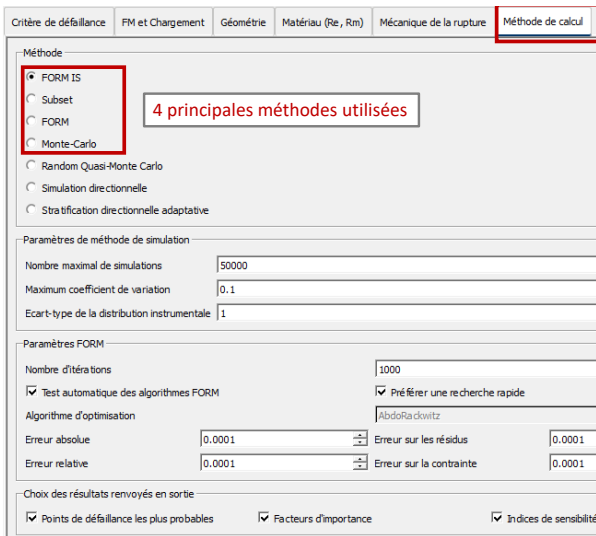 Critère de défaillance FM et Chargement Géométrie Matériau (Re, Rm) Mécanique de la rupture Méthode de calcul
Méthode
FORM IS
Subset
FORM
Monte-Carlo
4 principales méthodes utilisées
Random Quasi-Monte Carlo
Simulation directionnelle
Stratification directionnelle adaptative
Paramètres de méthode de simulation
Nombre maximal de simulations 50000
Maximum coefficient de variation 0.1
Ecart-type de la distribution instrumentale 1
Paramètres FORM
Nombre d'itérations 1000
Test automatique des algorithmes FORM Préférer une recherche rapide
Algorithme d'optimisation AbdoRackwitz
Erreur absolue 0.0001 Erreur sur les résidus 0.0001
Erreur relative 0.0001 Erreur sur la contrainte 0.0001
Choix des résultats renvoyés en sortie
Points de défaillance les plus probables Facteurs d'importance Indices de sensibilité